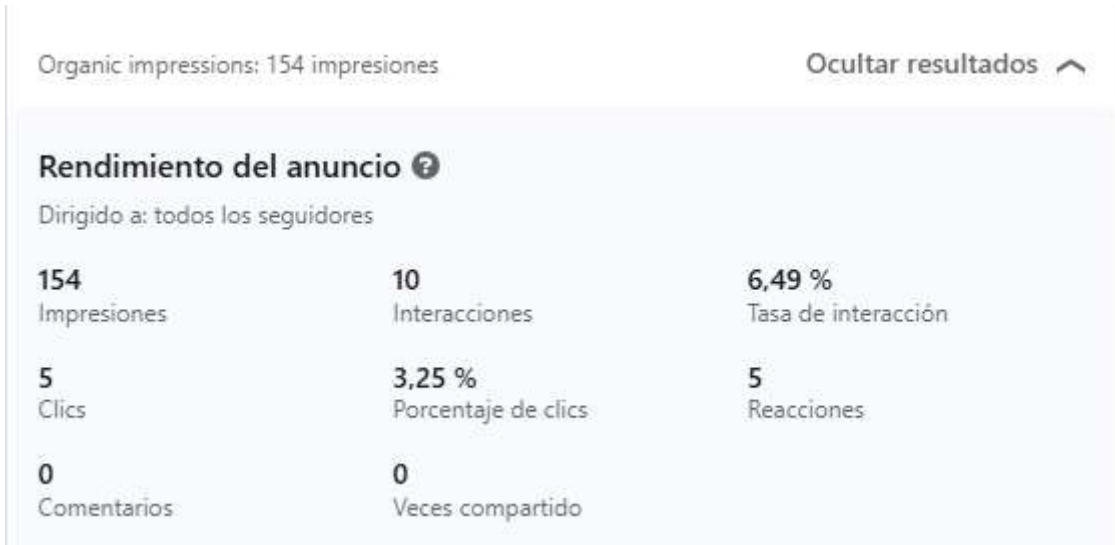 Organic impressions: 154 impresiones
Ocultar resultados
Rendimiento del anuncio
Dirigido a: todos los seguidores
154
Impresiones
10
Interacciones
6,49 %
Tasa de interacción
5
Clics
3,25 %
Porcentaje de clics
5
Reacciones
0
Comentarios
0
Veces compartido